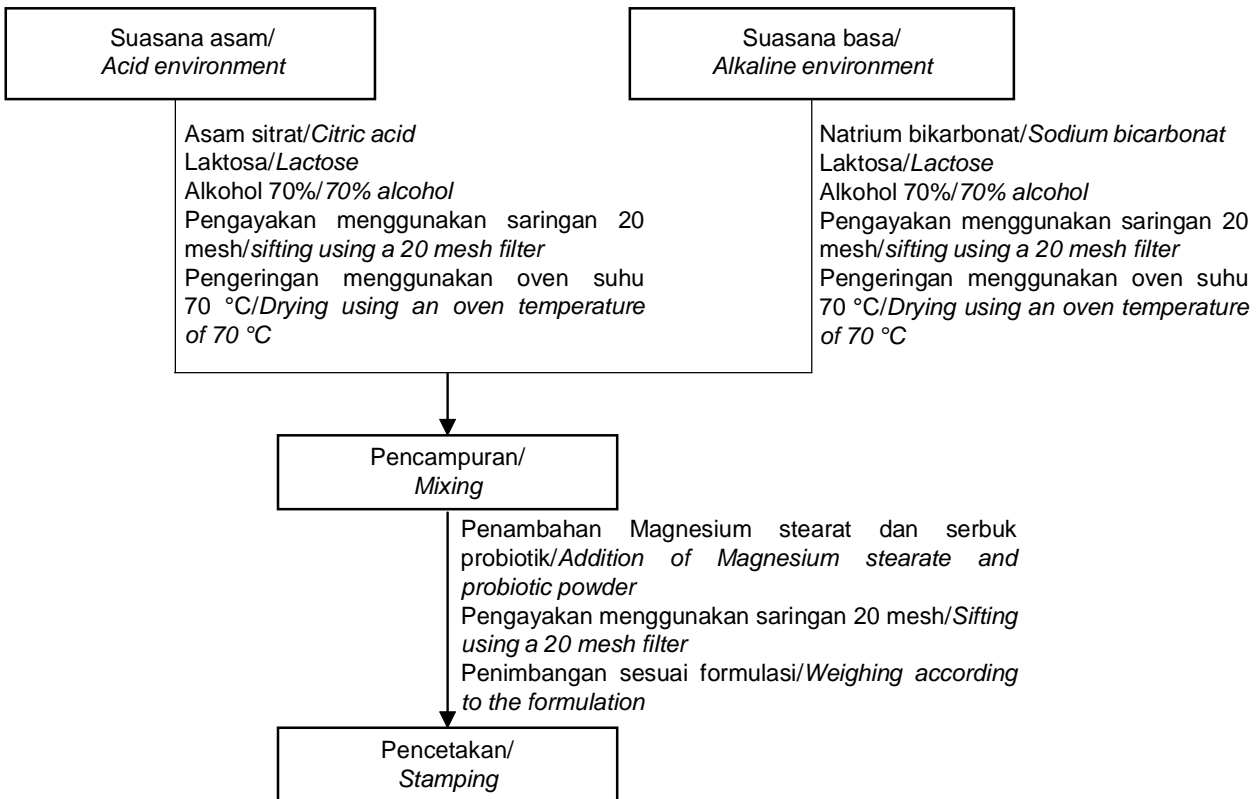 Suasana asam/
Acid environment
Suasana basa/
Alkaline environment
Asam sitrat/Citric acid
Laktosa/Lactose
Alkohol 70%/70% alcohol
Pengayakan menggunakan saringan 20
mesh/sifting using a 20 mesh filter
Pengeringan menggunakan oven suhu
70 °C/Drying using an oven temperature
of 70 °C
Natrium bikarbonat/Sodium bicarbonat
Laktosa/Lactose
Alkohol 70%/70% alcohol
Pengayakan menggunakan saringan 20
mesh/sifting using a 20 mesh filter
Pengeringan menggunakan oven suhu
70 °C/Drying using an oven temperature
of 70 °C
Pencampuran/
Mixing
Penambahan Magnesium stearat dan serbuk
probiotik/Addition of Magnesium stearate and
probiotic powder
Pengayakan menggunakan saringan 20 mesh/Sifting
using a 20 mesh filter
Penimbangan sesuai formulasi/Weighing according
to the formulation
Pencetakan/
Stamping